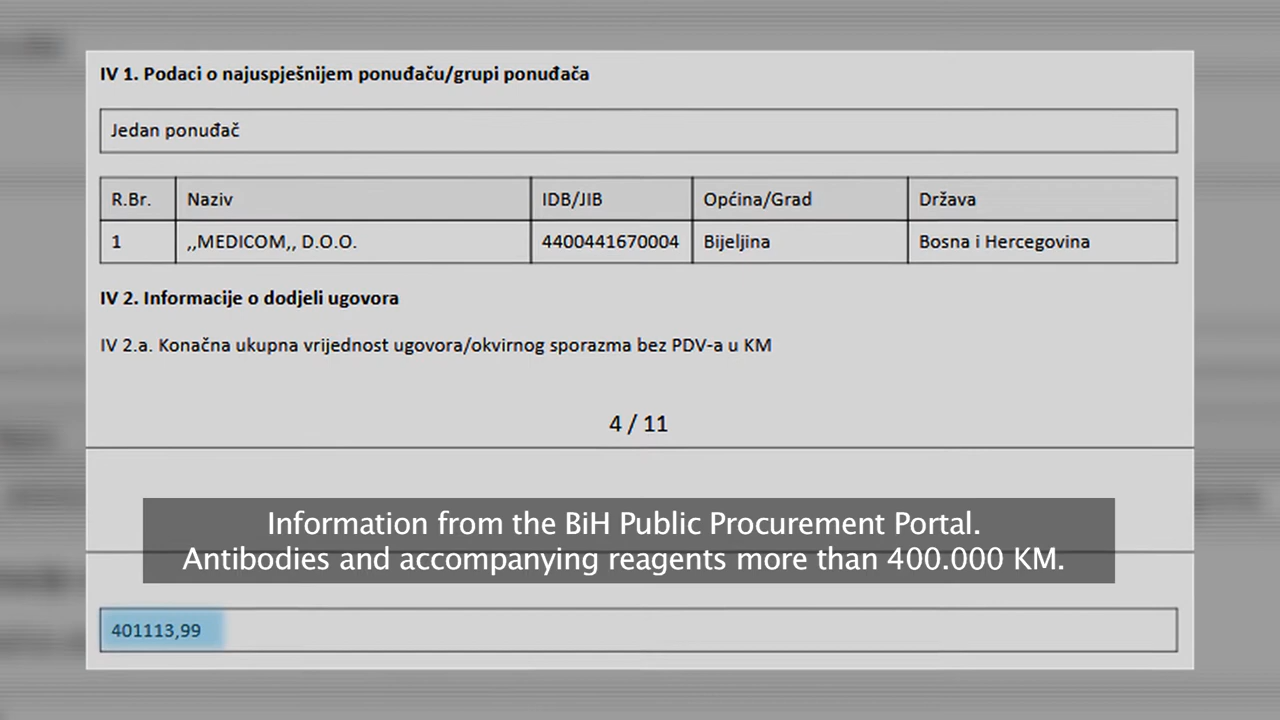 IV 1. Podaci o najuspješnijem ponuđaču/grupi ponuđača
Jedan ponuđač
R.Br. Naziv IDB/JIB Općina/Grad Država
1 ,,MEDICOM,, D.O.O. 4400441670004 Bijeljina Bosna i Hercegovina
IV 2. Informacije o dodjeli ugovora
IV 2.a. Konačna ukupna vrijednost ugovora/okvirnog sporazma bez PDV-a u KM
4 / 11
Information from the BiH Public Procurement Portal.
Antibodies and accompanying reagents more than 400.000 KM.
401113,99